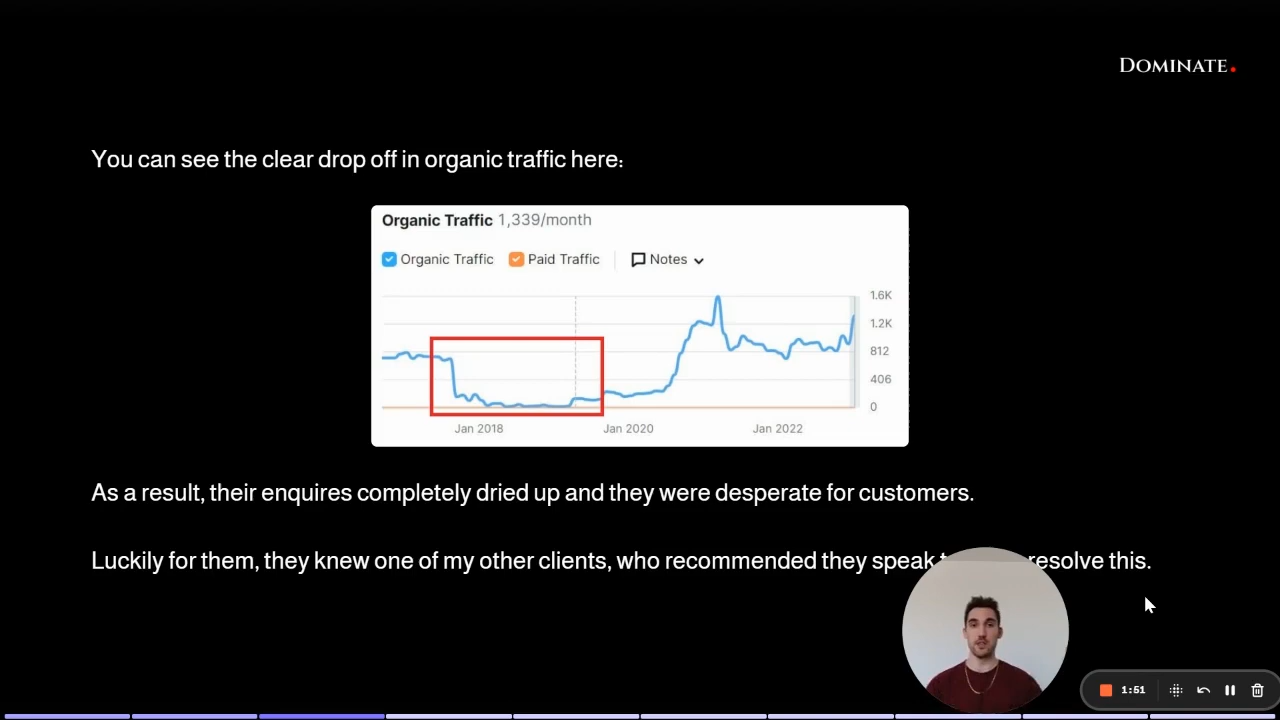 DOMINATE.
You can see the clear drop off in organic traffic here:
Organic Traffic 1,339/month
Organic Traffic Paid Traffic Notes
1.6K
1.2K
812
406
0
Jan 2018 Jan 2020 Jan 2022
As a result, their enquires completely dried up and they were desperate for customers.
Luckily for them, they knew one of my other clients, who recommended they speak resolve this.
1:51